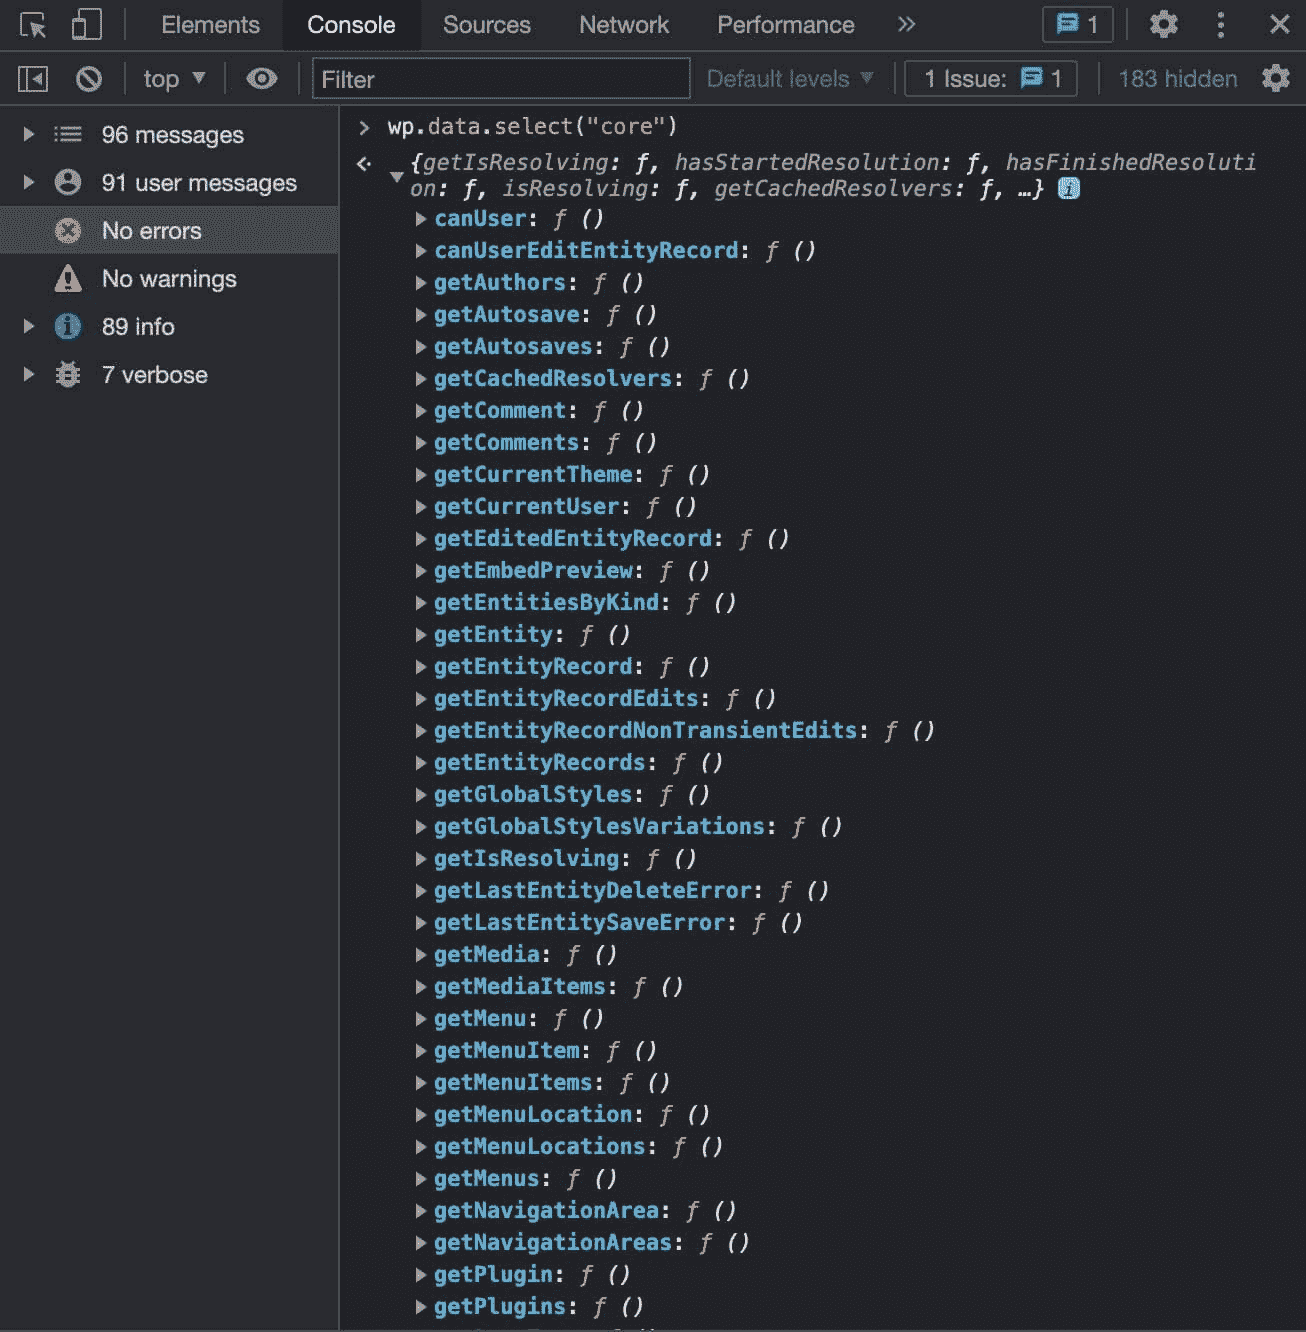 Elements Console Sources Network Performance » 1
top ▼ Filter Default levels ▼ 1 Issue: 1 183 hidden
96 messages
91 user messages
No errors
No warnings
89 info
7 verbose
wp.data.select("core")
{getIsResolving: ƒ, hasStartedResolution: ƒ, hasFinishedResoluti
on: ƒ, isResolving: ƒ, getCachedResolvers: ƒ, …} i
canUser: ƒ ()
canUserEditEntityRecord: ƒ ()
getAuthors: ƒ ()
getAutosave: ƒ ()
getAutosaves: ƒ ()
getCachedResolvers: ƒ ()
getComment: ƒ ()
getComments: ƒ ()
getCurrentTheme: ƒ ()
getCurrentUser: ƒ ()
getEditedEntityRecord: ƒ ()
getEmbedPreview: ƒ ()
getEntitiesByKind: ƒ ()
getEntity: ƒ ()
getEntityRecord: ƒ ()
getEntityRecordEdits: ƒ ()
getEntityRecordNonTransientEdits: ƒ ()
getEntityRecords: ƒ ()
getGlobalStyles: ƒ ()
getGlobalStylesVariations: ƒ ()
getIsResolving: ƒ ()
getLastEntityDeleteError: ƒ ()
getLastEntitySaveError: ƒ ()
getMedia: ƒ ()
getMediaItems: ƒ ()
getMenu: ƒ ()
getMenuItem: ƒ ()
getMenuItems: ƒ ()
getMenuLocation: ƒ ()
getMenuLocations: ƒ ()
getMenus: ƒ ()
getNavigationArea: ƒ ()
getNavigationAreas: ƒ ()
getPlugin: ƒ ()
getPlugins: ƒ ()